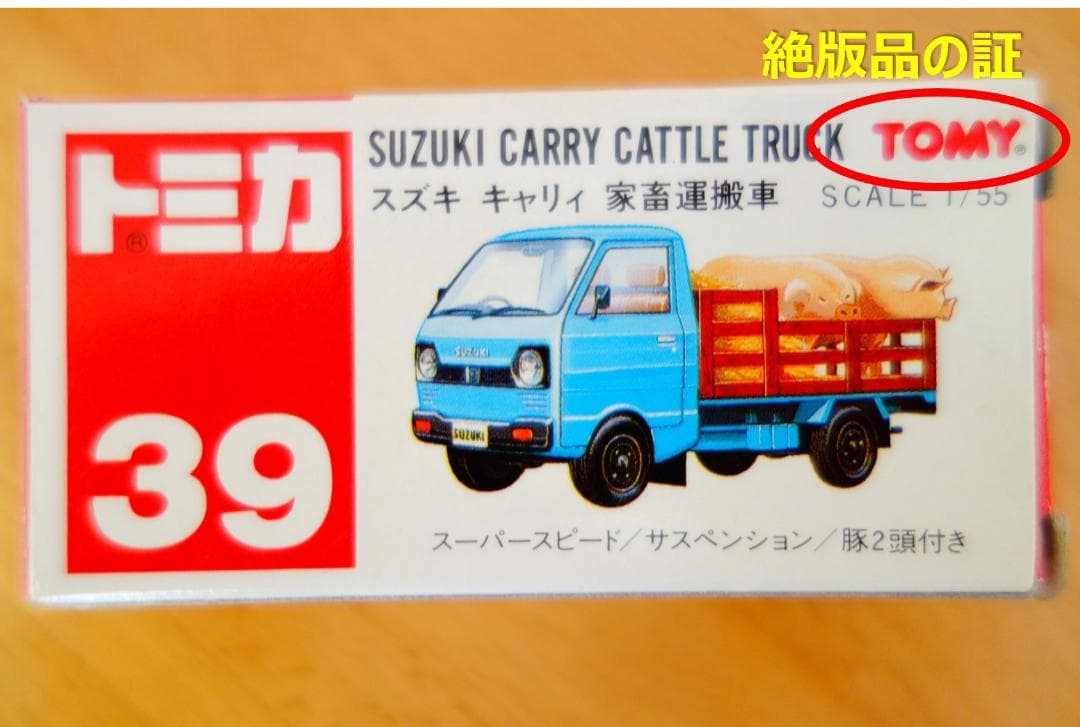 絶版品の証
SUZUKI CARRY CATTLE TRUCK TOMY®
スズキ キャリィ 家畜運搬車 SCALE 1/55
トミカ®
39
SUZUKI
SUZUKI
スーパースピード/サスペンション/豚2頭付き